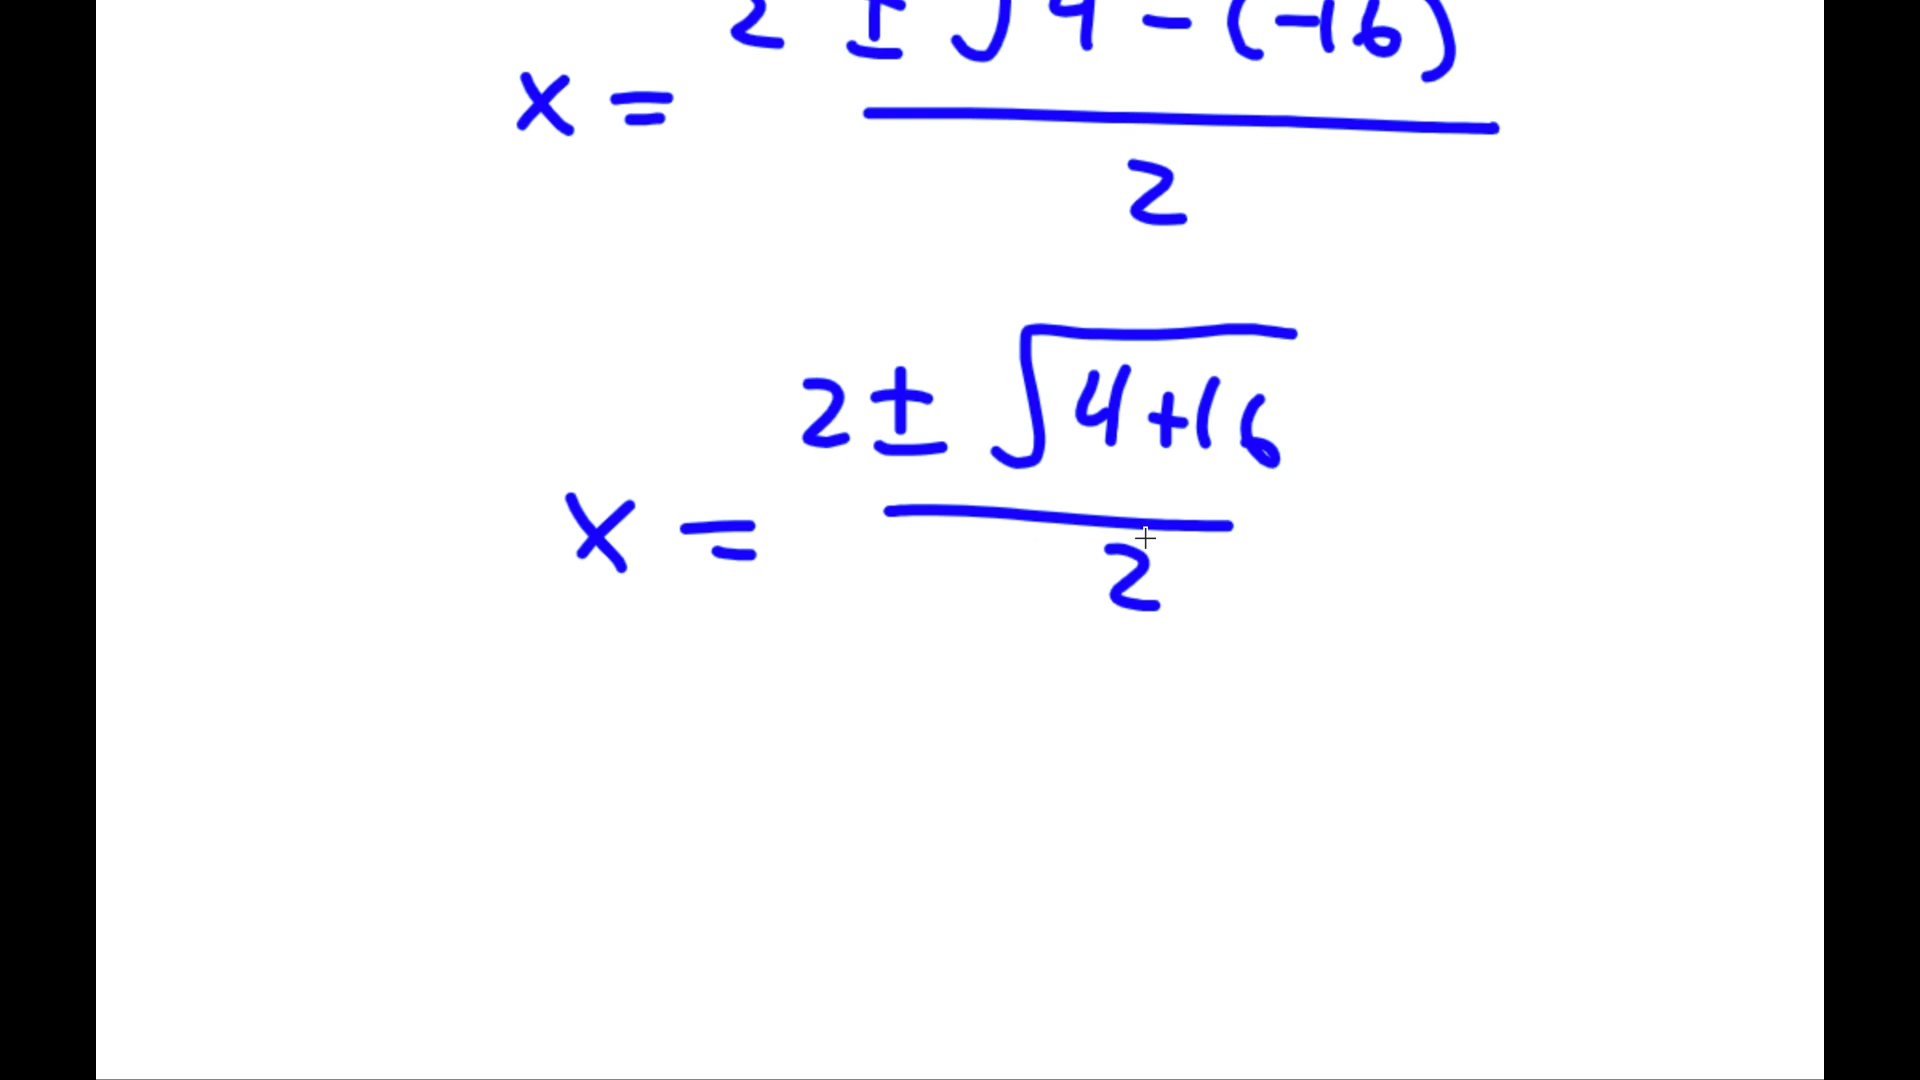 x = 2 ± √4 - (-16) / 2
x = 2 ± √4+16 / 2